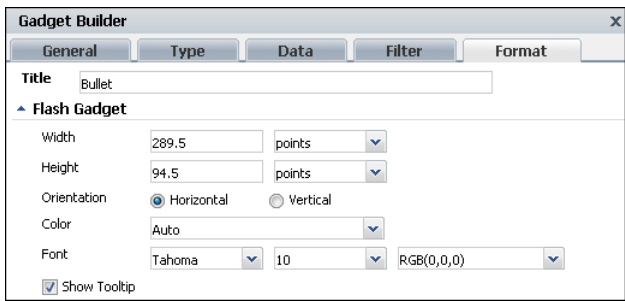 Gadget Builder x
General Type Data Filter Format
Title Bullet
Flash Gadget
Width 289.5 points
Height 94.5 points
Orientation Horizontal Vertical
Color Auto
Font Tahoma 10 RGB(0,0,0)
Show Tooltip